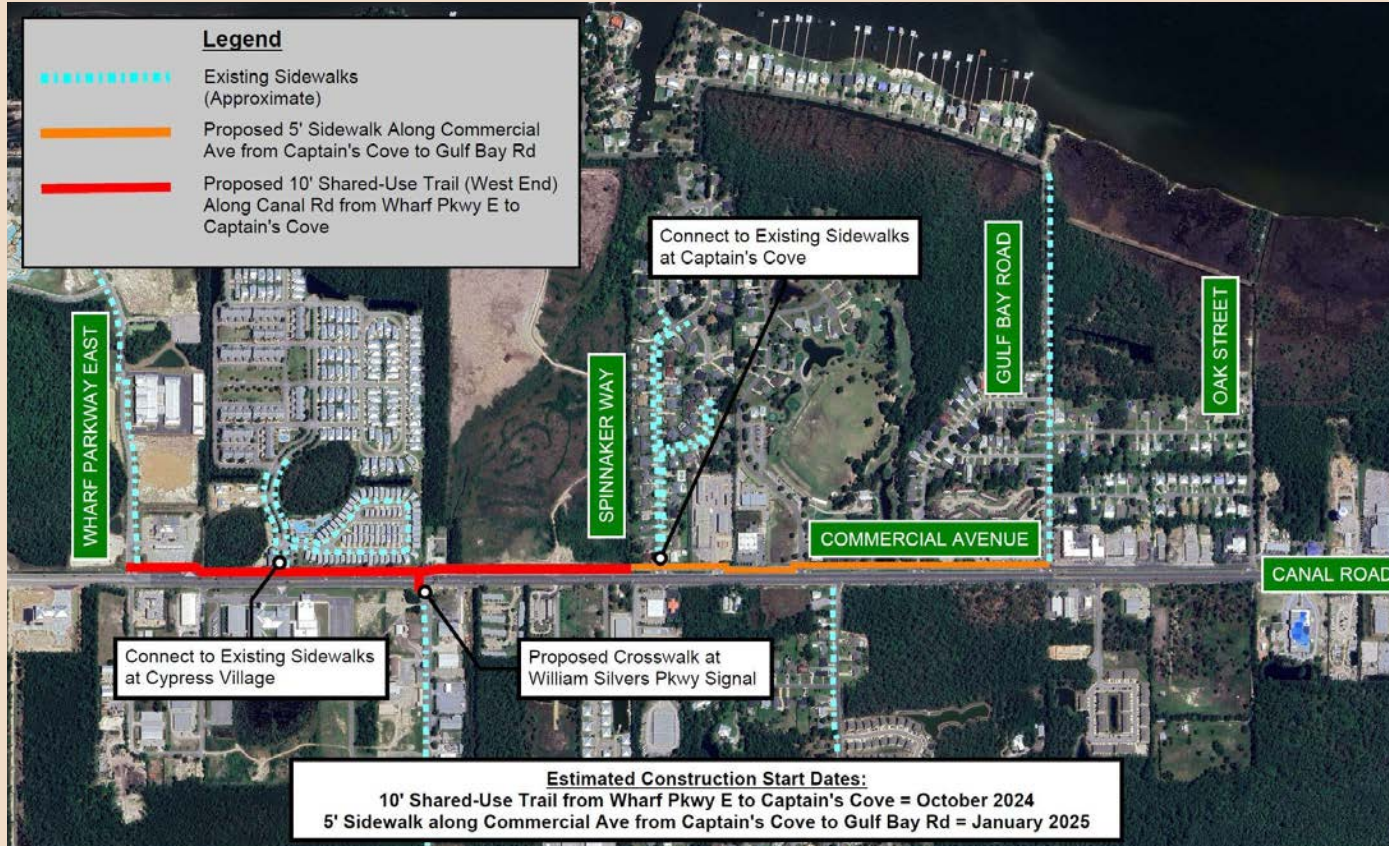 Legend
Existing Sidewalks
(Approximate)
Proposed 5' Sidewalk Along Commercial
Ave from Captain's Cove to Gulf Bay Rd
Proposed 10' Shared-Use Trail (West End)
Along Canal Rd from Wharf Pkwy E to
Captain's Cove
Connect to Existing Sidewalks
at Captain's Cove
WHARF PARKWAY EAST
SPINNAKER WAY
GULF BAY ROAD
OAK STREET
COMMERCIAL AVENUE
CANAL ROAD
Connect to Existing Sidewalks
at Cypress Village
Proposed Crosswalk at
William Silvers Pkwy Signal
Estimated Construction Start Dates:
10' Shared-Use Trail from Wharf Pkwy E to Captain's Cove = October 2024
5' Sidewalk along Commercial Ave from Captain's Cove to Gulf Bay Rd = January 2025